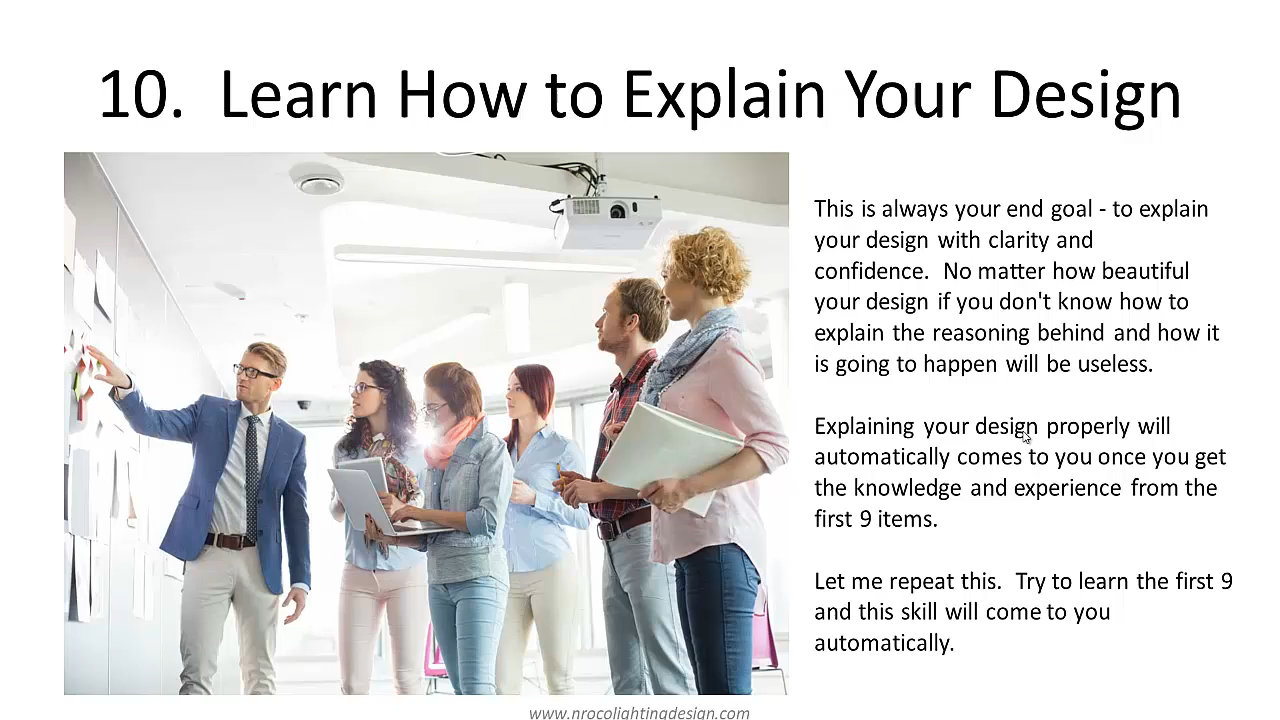 10. Learn How to Explain Your Design
This is always your end goal - to explain
your design with clarity and
confidence. No matter how beautiful
your design if you don't know how to
explain the reasoning behind and how it
is going to happen will be useless.
Explaining your design properly will
automatically comes to you once you get
the knowledge and experience from the
first 9 items.
Let me repeat this. Try to learn the first 9
and this skill will come to you
automatically.
www.nrocolightingdesign.com